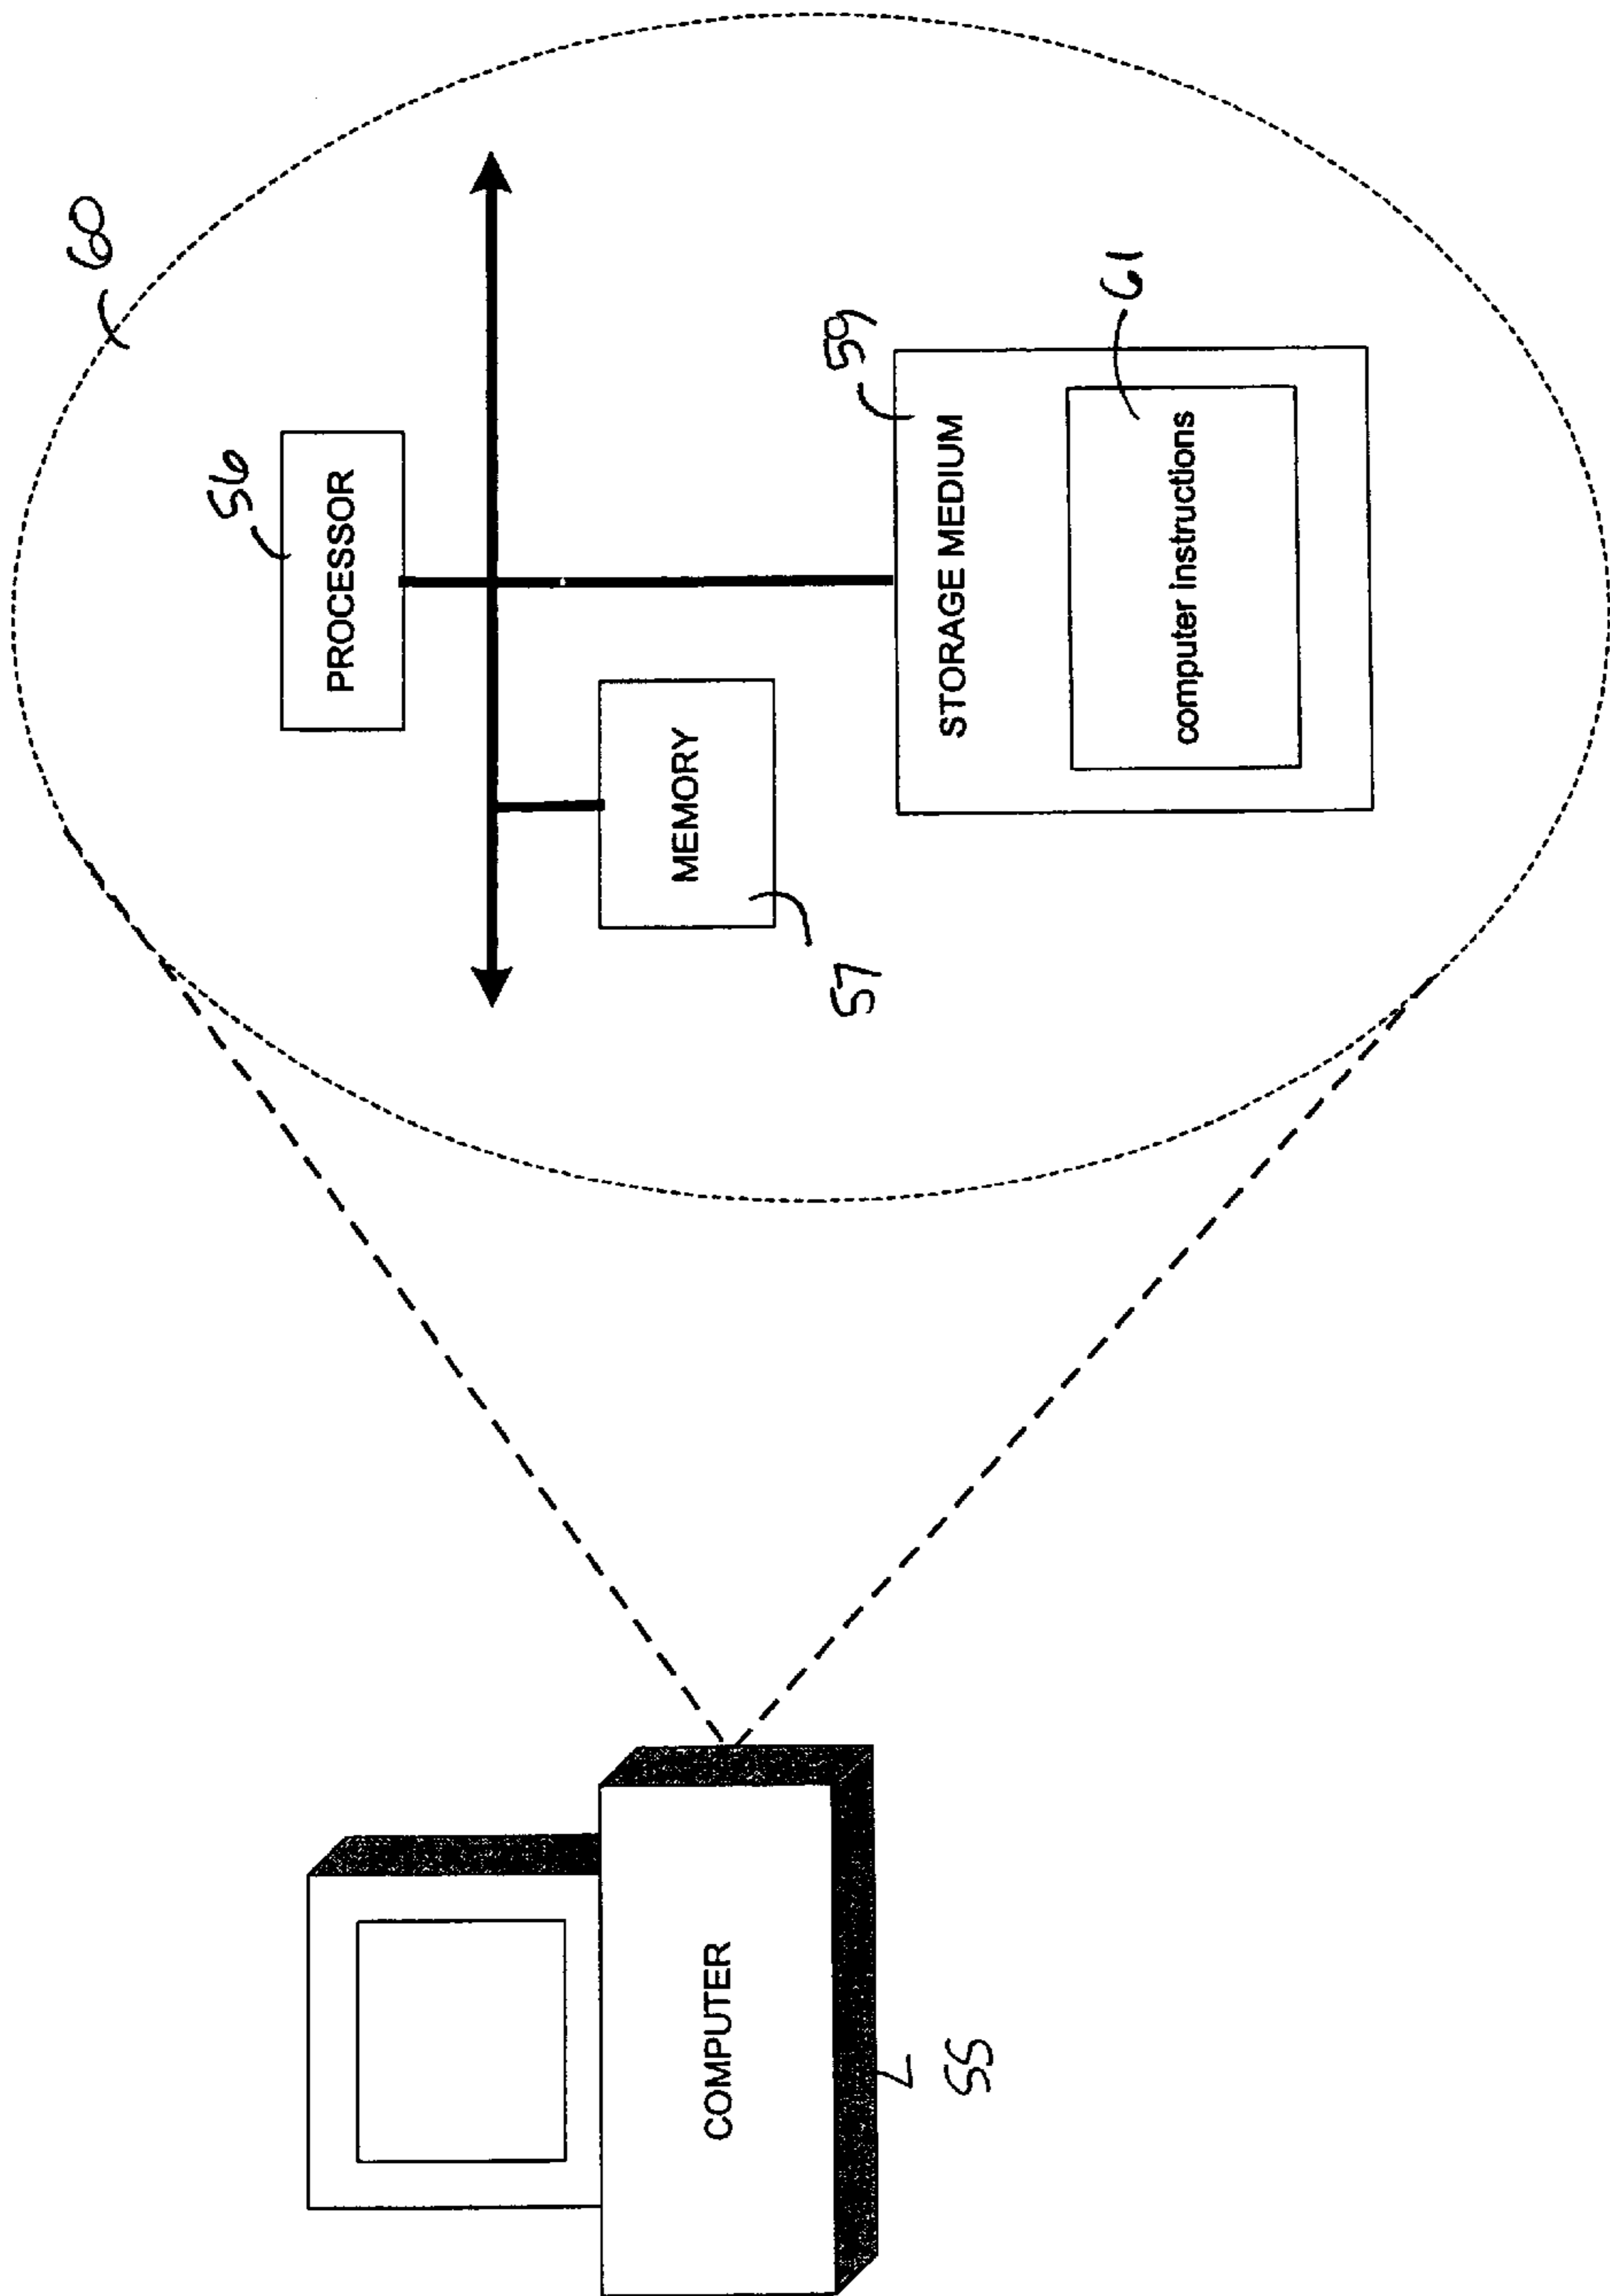 60
56
PROCESSOR
MEMORY
57
59
STORAGE MEDIUM
61
computer instructions
COMPUTER
55